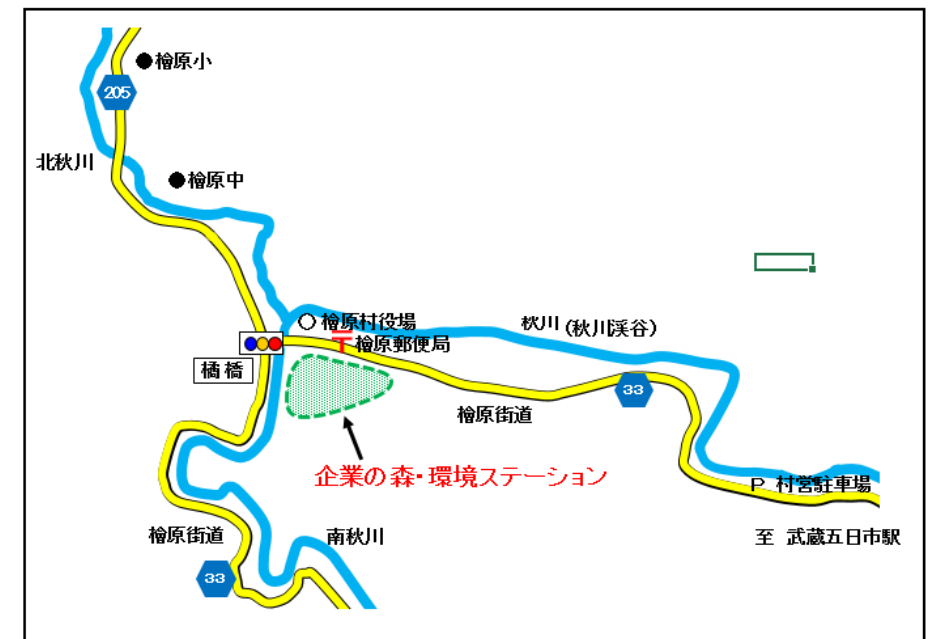 檜原小
205
北秋川
檜原中
檜原村役場
秋川 (秋川渓谷)
〒檜原郵便局
橘橋
33
檜原街道
企業の森・環境ステーション
P 村営駐車場
檜原街道
南秋川
至 武蔵五日市駅
33